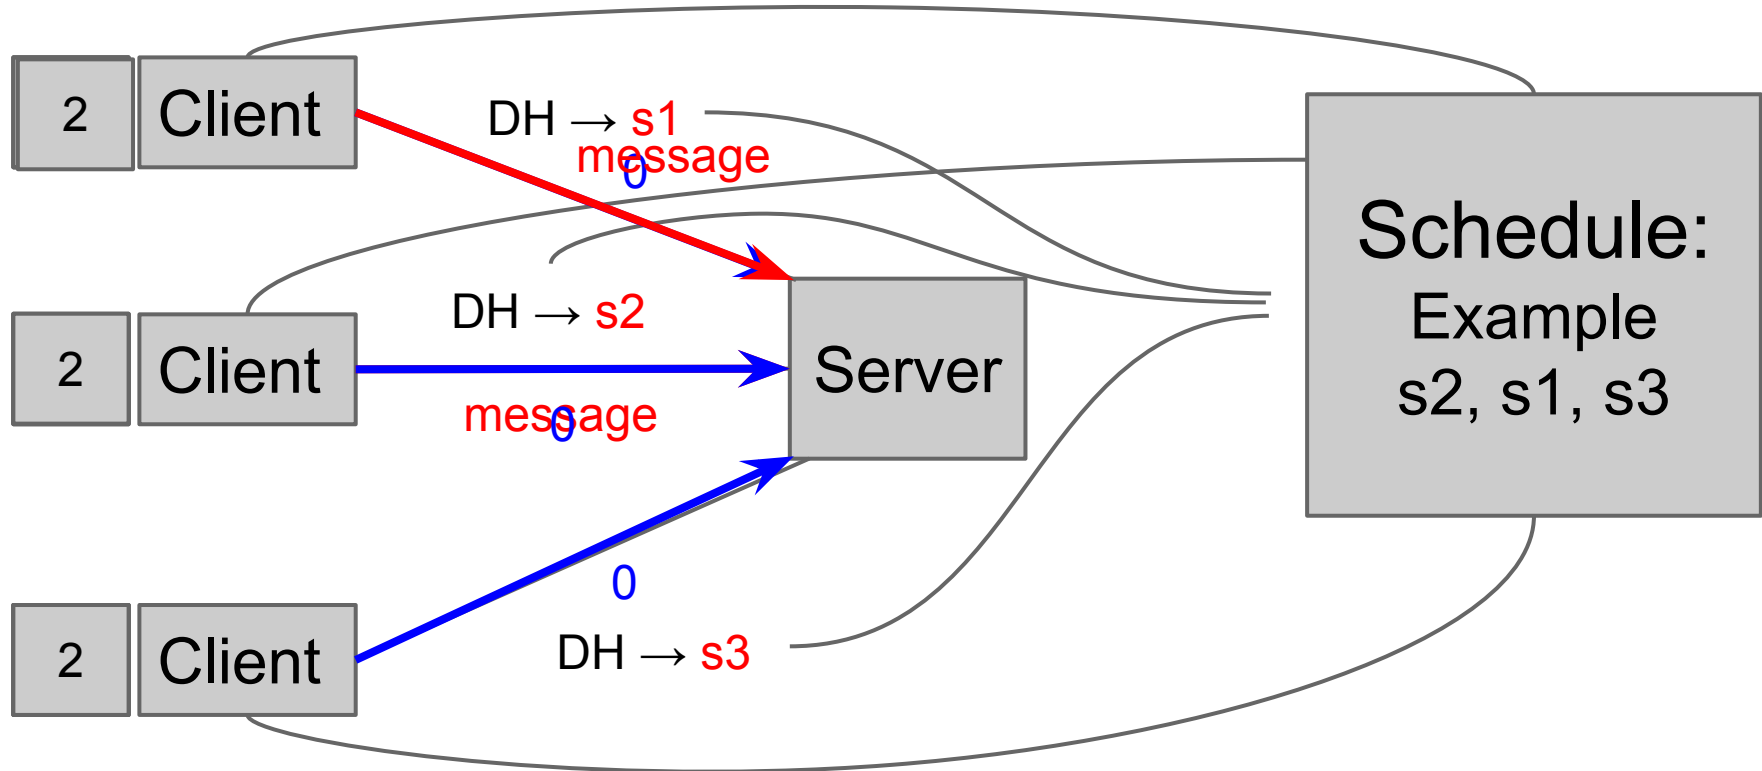 2
Client
DH → s1
message
0
2
Client
DH → s2
message
0
Server
2
Client
0
DH → s3
Schedule:
Example
s2, s1, s3